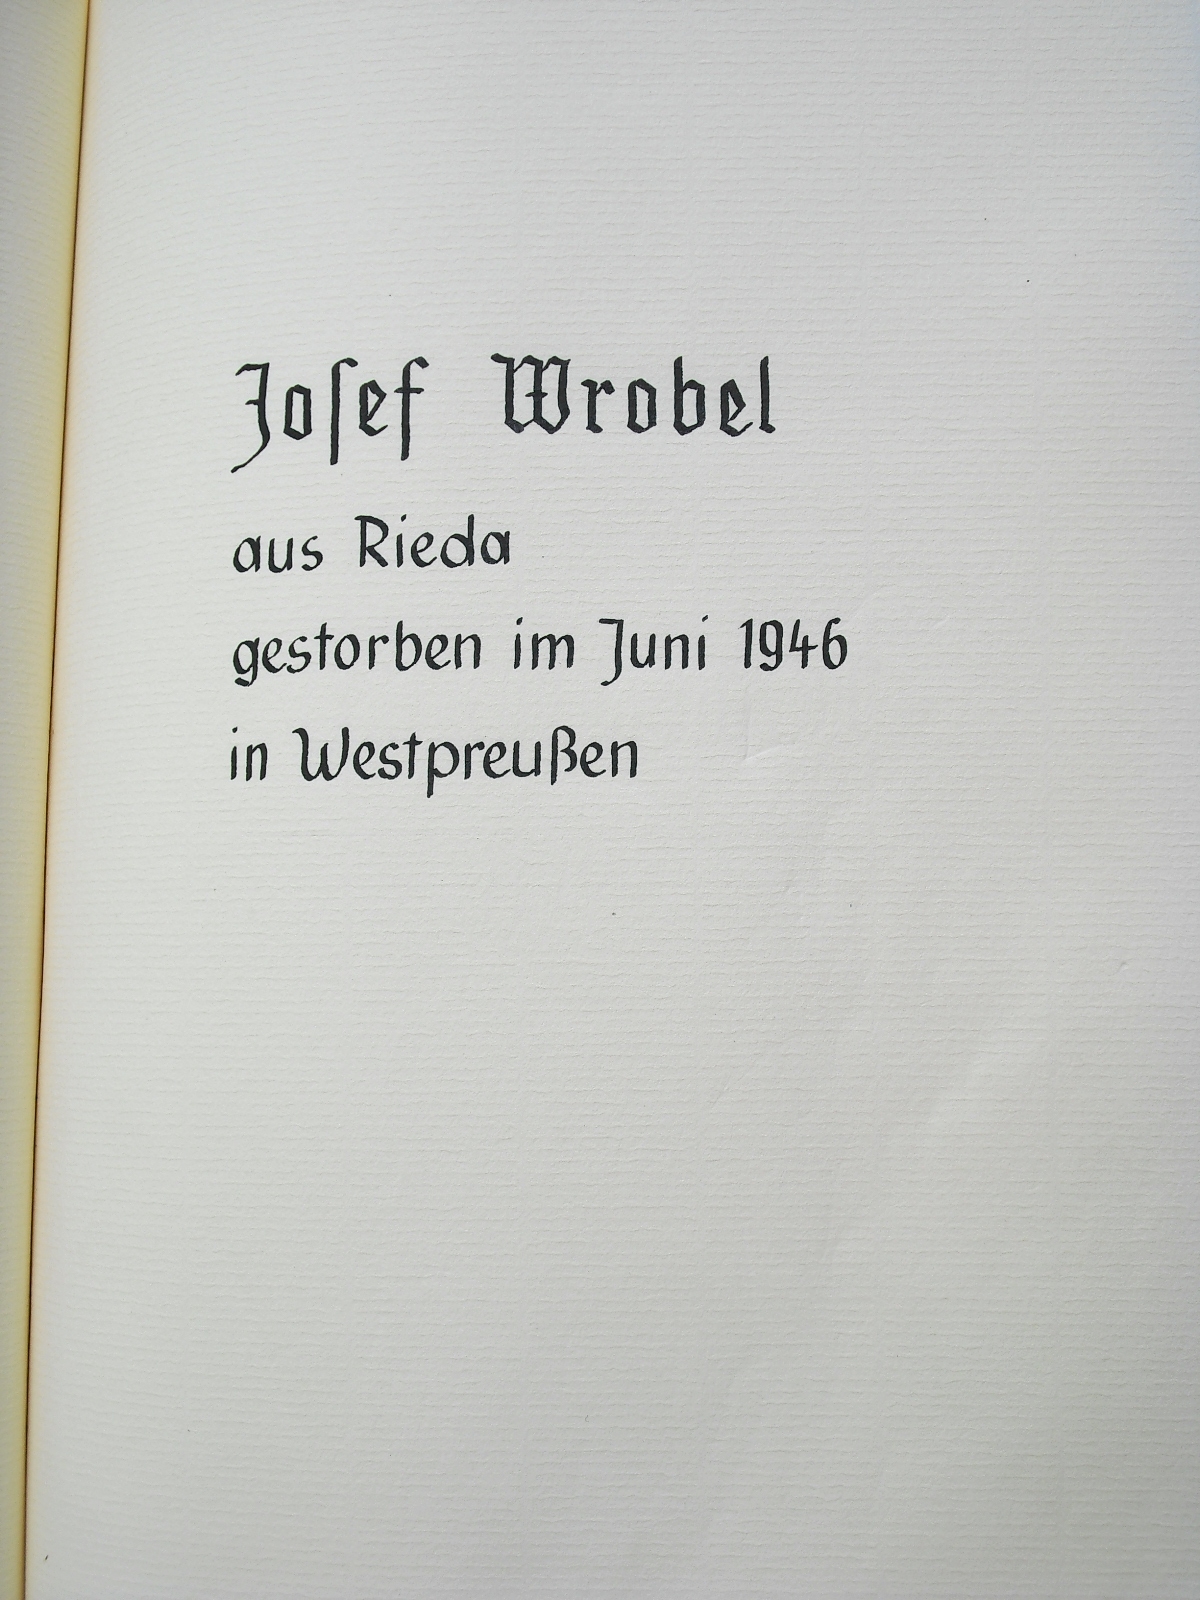 Joſef Wrobel
aus Rieda
gestorben im Juni 1946
in Westpreußen